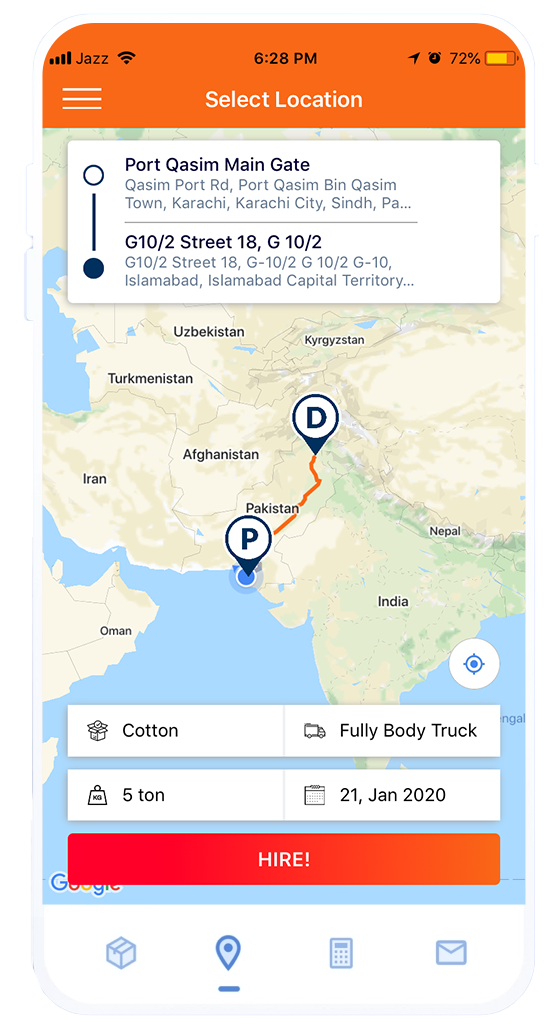 Jazz 6:28 PM 72%
Select Location
Port Qasim Main Gate
Qasim Port Rd, Port Qasim Bin Qasim
Town, Karachi, Karachi City, Sindh, Pa...
G10/2 Street 18, G 10/2
G10/2 Street 18, G-10/2 G 10/2 G-10,
Islamabad, Islamabad Capital Territory...
Uzbekistan
Kyrgyzstan
Turkmenistan
D
Afghanistan
Iran
Pakistan
P
Nepal
India
Oman
engal
Cotton
Fully Body Truck
KG
5 ton
21, Jan 2020
HIRE!
Google